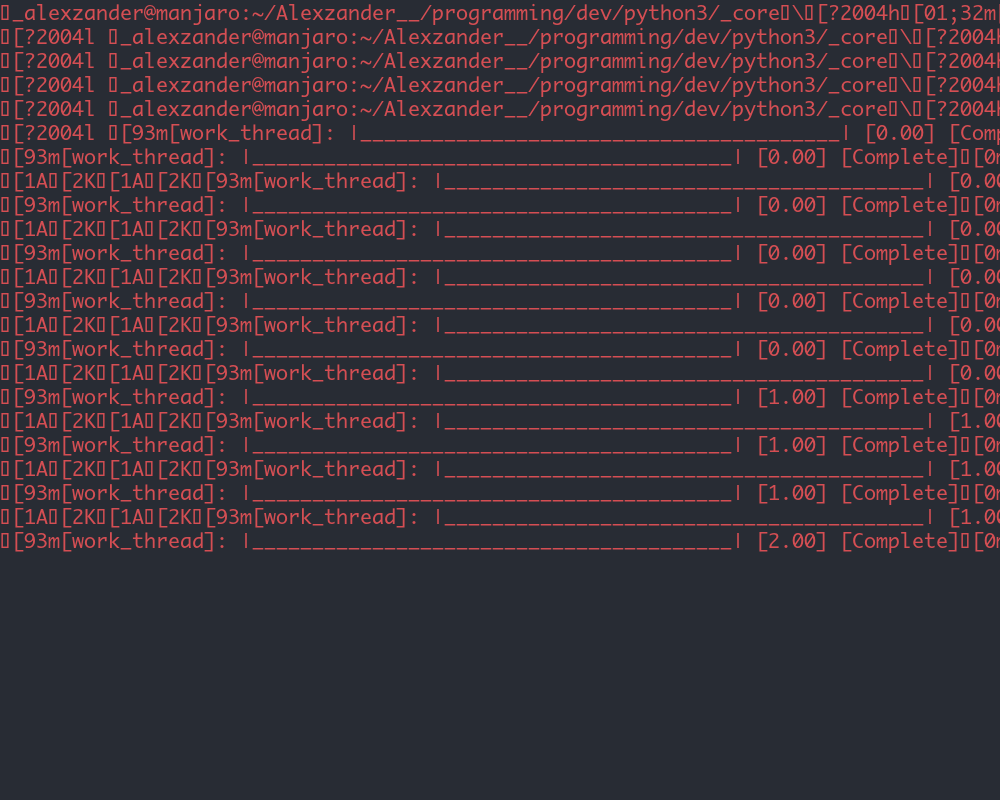 ▯_alexzander@manjaro:~/Alexzander__/programming/dev/python3/_core▯\▯[?2004h▯[01;32m
▯[?2004l ▯_alexzander@manjaro:~/Alexzander__/programming/dev/python3/_core▯\▯[?2004h
▯[?2004l ▯_alexzander@manjaro:~/Alexzander__/programming/dev/python3/_core▯\▯[?2004h
▯[?2004l ▯_alexzander@manjaro:~/Alexzander__/programming/dev/python3/_core▯\▯[?2004h
▯[?2004l ▯_alexzander@manjaro:~/Alexzander__/programming/dev/python3/_core▯\▯[?2004h
▯[?2004l ▯[93m[work_thread]: |________________________________________| [0.00] [Com
▯[93m[work_thread]: |________________________________________| [0.00] [Complete]▯[0m
▯[1A▯[2K▯[1A▯[2K▯[93m[work_thread]: |________________________________________| [0.00
▯[93m[work_thread]: |________________________________________| [0.00] [Complete]▯[0m
▯[1A▯[2K▯[1A▯[2K▯[93m[work_thread]: |________________________________________| [0.00
▯[93m[work_thread]: |________________________________________| [0.00] [Complete]▯[0m
▯[1A▯[2K▯[1A▯[2K▯[93m[work_thread]: |________________________________________| [0.00
▯[93m[work_thread]: |________________________________________| [0.00] [Complete]▯[0m
▯[1A▯[2K▯[1A▯[2K▯[93m[work_thread]: |________________________________________| [0.00
▯[93m[work_thread]: |________________________________________| [0.00] [Complete]▯[0m
▯[1A▯[2K▯[1A▯[2K▯[93m[work_thread]: |________________________________________| [0.00
▯[93m[work_thread]: |________________________________________| [1.00] [Complete]▯[0m
▯[1A▯[2K▯[1A▯[2K▯[93m[work_thread]: |________________________________________| [1.00
▯[93m[work_thread]: |________________________________________| [1.00] [Complete]▯[0m
▯[1A▯[2K▯[1A▯[2K▯[93m[work_thread]: |________________________________________| [1.00
▯[93m[work_thread]: |________________________________________| [1.00] [Complete]▯[0m
▯[1A▯[2K▯[1A▯[2K▯[93m[work_thread]: |________________________________________| [1.00
▯[93m[work_thread]: |________________________________________| [2.00] [Complete]▯[0m